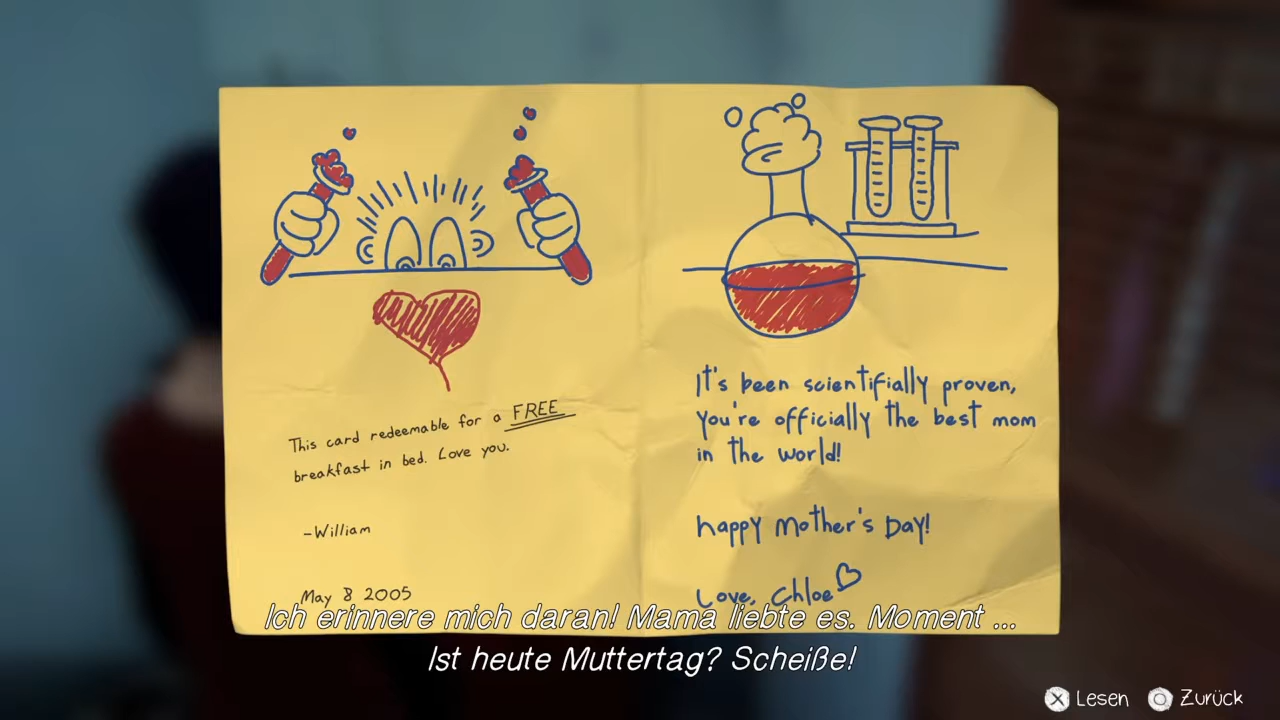 This card redeemable for a FREE
breakfast in bed. Love you.
-William
May 8 2005
It's been scientifially proven,
you're officially the best mom
in the world!
happy Mother's Day!
Love, Chloe
Ich erinnere mich daran! Mama liebte es. Moment ...
Ist heute Muttertag? Scheiße!
Lesen
Zurück